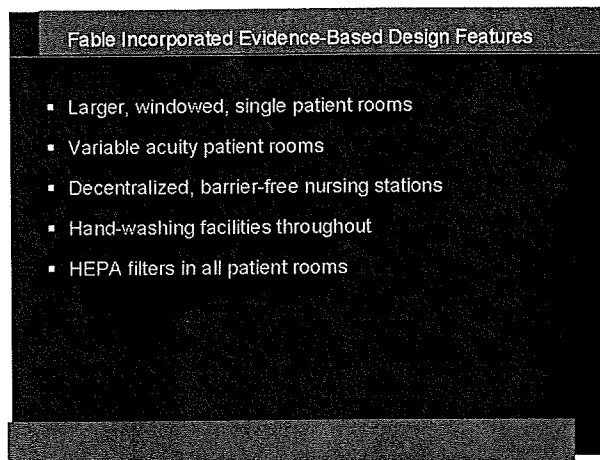 Fable Incorporated Evidence-Based Design Features
▪ Larger, windowed, single patient rooms
▪ Variable acuity patient rooms
▪ Decentralized, barrier-free nursing stations
▪ Hand-washing facilities throughout
▪ HEPA filters in all patient rooms